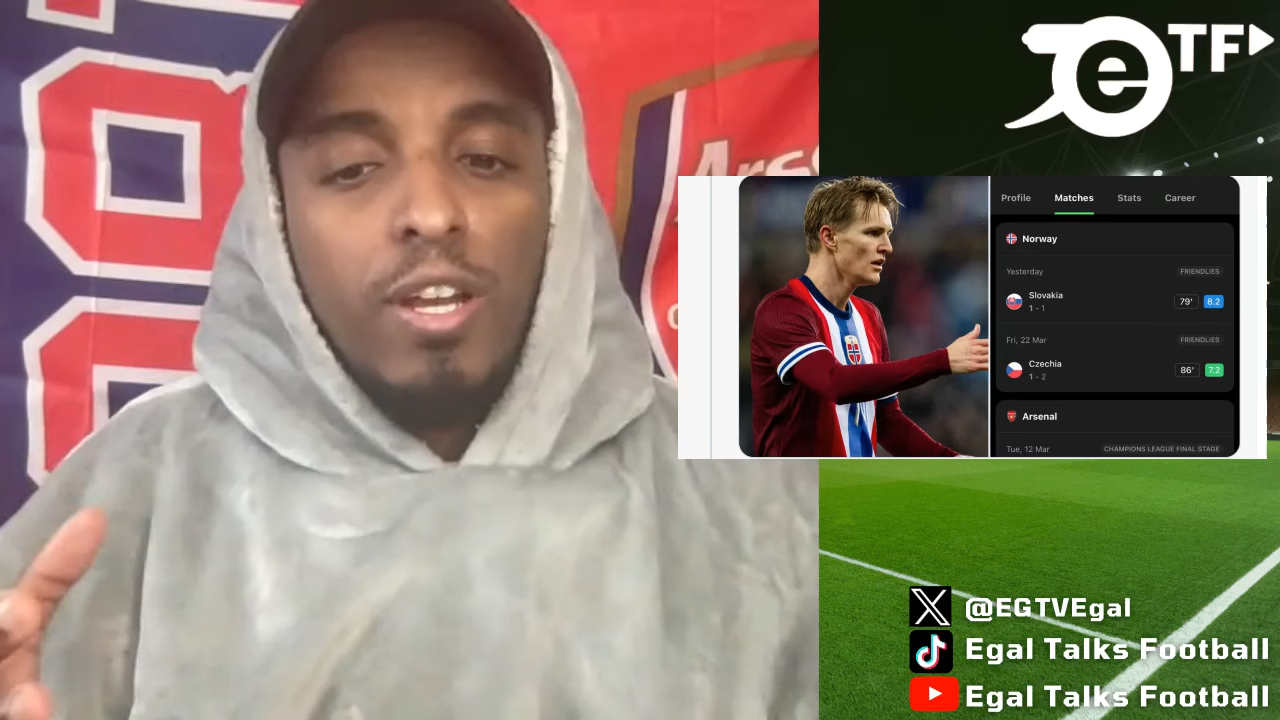 eTF
Arse
Profile Matches Stats Career
Norway
Yesterday FRIENDLIES
Slovakia
1 - 1
79' 8.2
Fri, 22 Mar FRIENDLIES
Czechia
1 - 2
86' 7.2
Arsenal
Tue, 12 Mar CHAMPIONS LEAGUE FINAL STAGE
@EGTVEgal
Egal Talks Football
Egal Talks Football